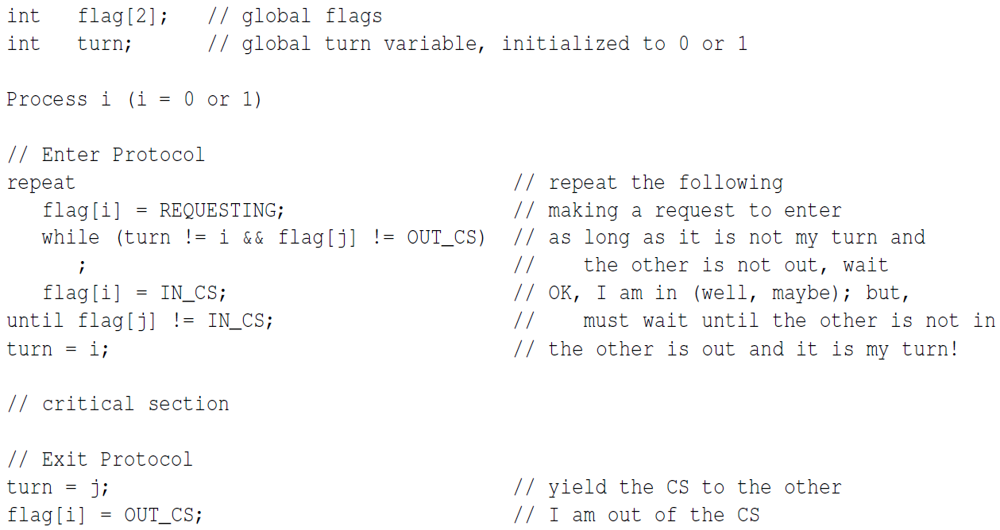 int   flag[2];   // global flags
int   turn;      // global turn variable, initialized to 0 or 1
Process i (i = 0 or 1)
// Enter Protocol
repeat                                     // repeat the following
   flag[i] = REQUESTING;                   // making a request to enter
   while (turn != i && flag[j] != OUT_CS)  // as long as it is not my turn and
      ;                                    //    the other is not out, wait
   flag[i] = IN_CS;                        // OK, I am in (well, maybe); but,
until flag[j] != IN_CS;                    //    must wait until the other is not in
turn = i;                                  // the other is out and it is my turn!
// critical section
// Exit Protocol
turn = j;                                  // yield the CS to the other
flag[i] = OUT_CS;                          // I am out of the CS